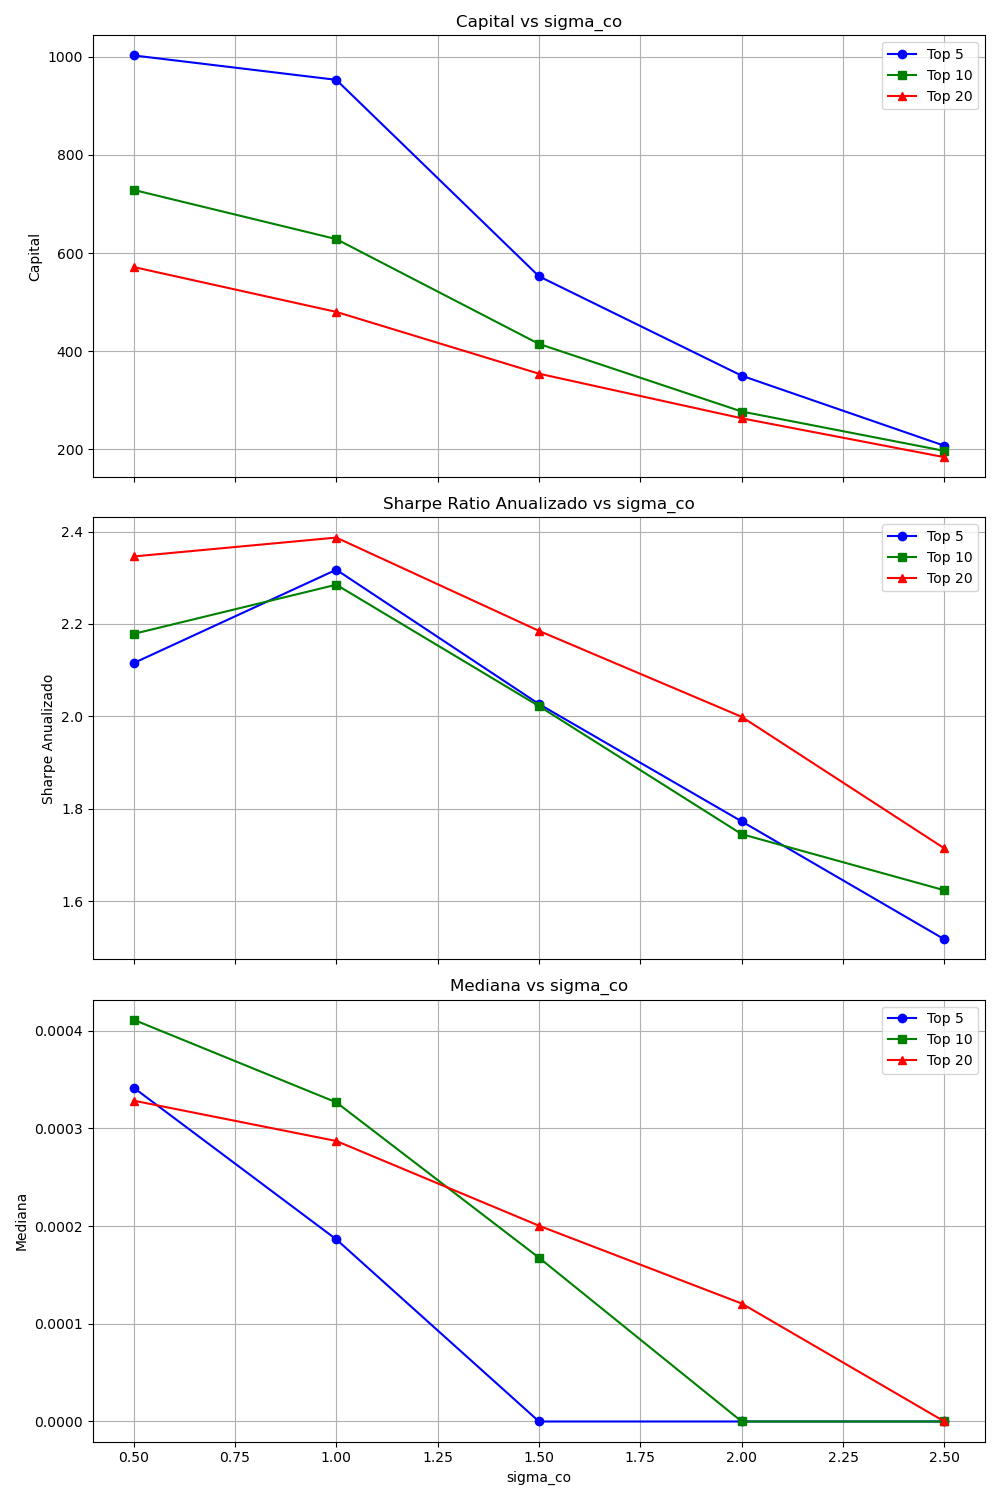 Capital vs sigma_co
1000
800
600
400
200
Capital
Top 5
Top 10
Top 20
Sharpe Ratio Anualizado vs sigma_co
2.4
2.2
2.0
1.8
1.6
Sharpe Anualizado
Top 5
Top 10
Top 20
Mediana vs sigma_co
0.0004
0.0003
0.0002
0.0001
0.0000
Mediana
Top 5
Top 10
Top 20
0.50 0.75 1.00 1.25 1.50 1.75 2.00 2.25 2.50
sigma_co